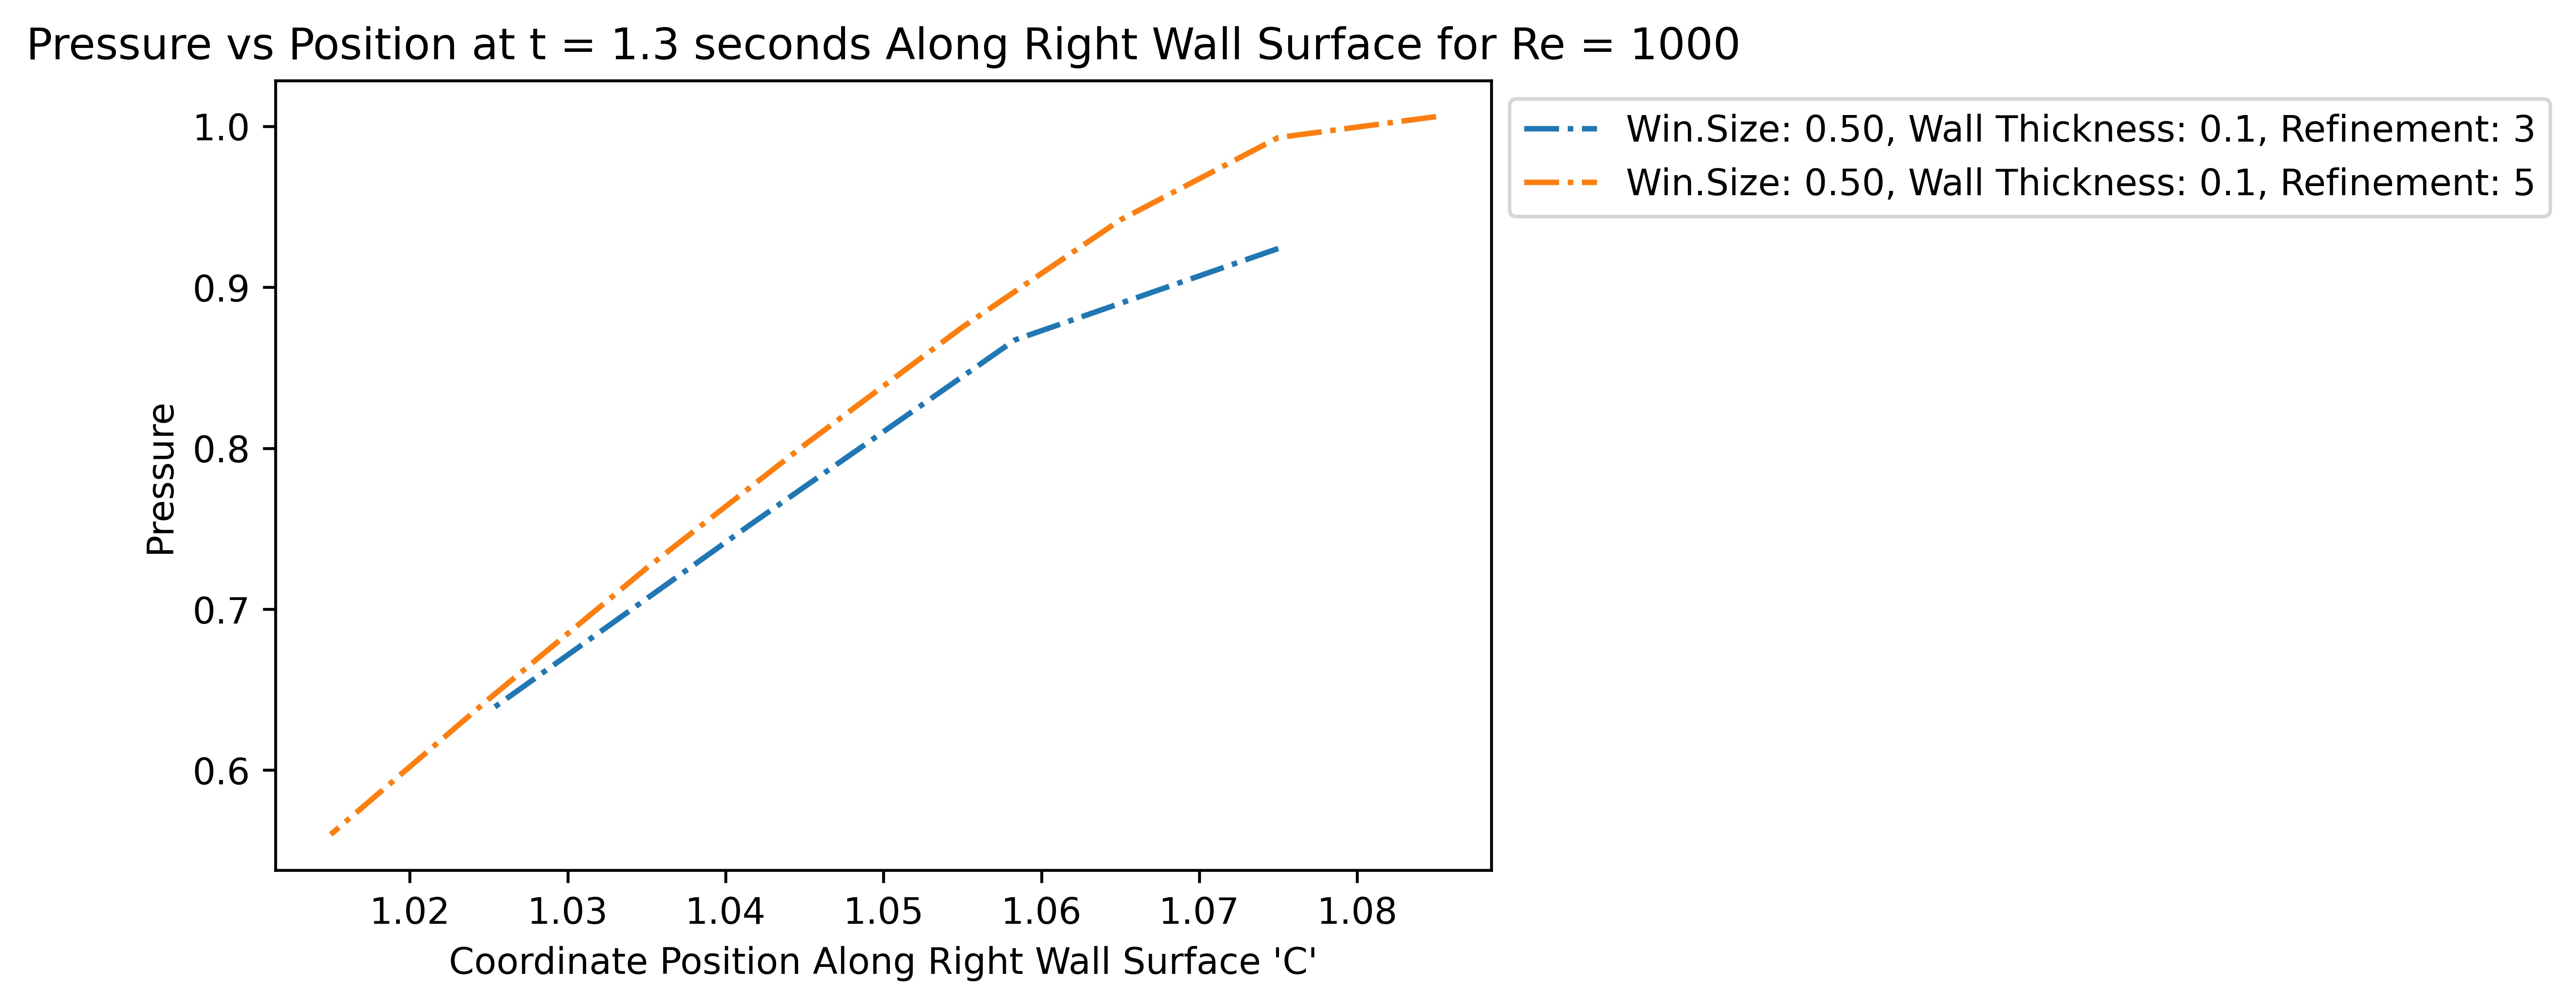 Pressure vs Position at t = 1.3 seconds Along Right Wall Surface for Re = 1000
Win.Size: 0.50, Wall Thickness: 0.1, Refinement: 3
Win.Size: 0.50, Wall Thickness: 0.1, Refinement: 5
Pressure
1.0
0.9
0.8
0.7
0.6
1.02 1.03 1.04 1.05 1.06 1.07 1.08
Coordinate Position Along Right Wall Surface 'C'